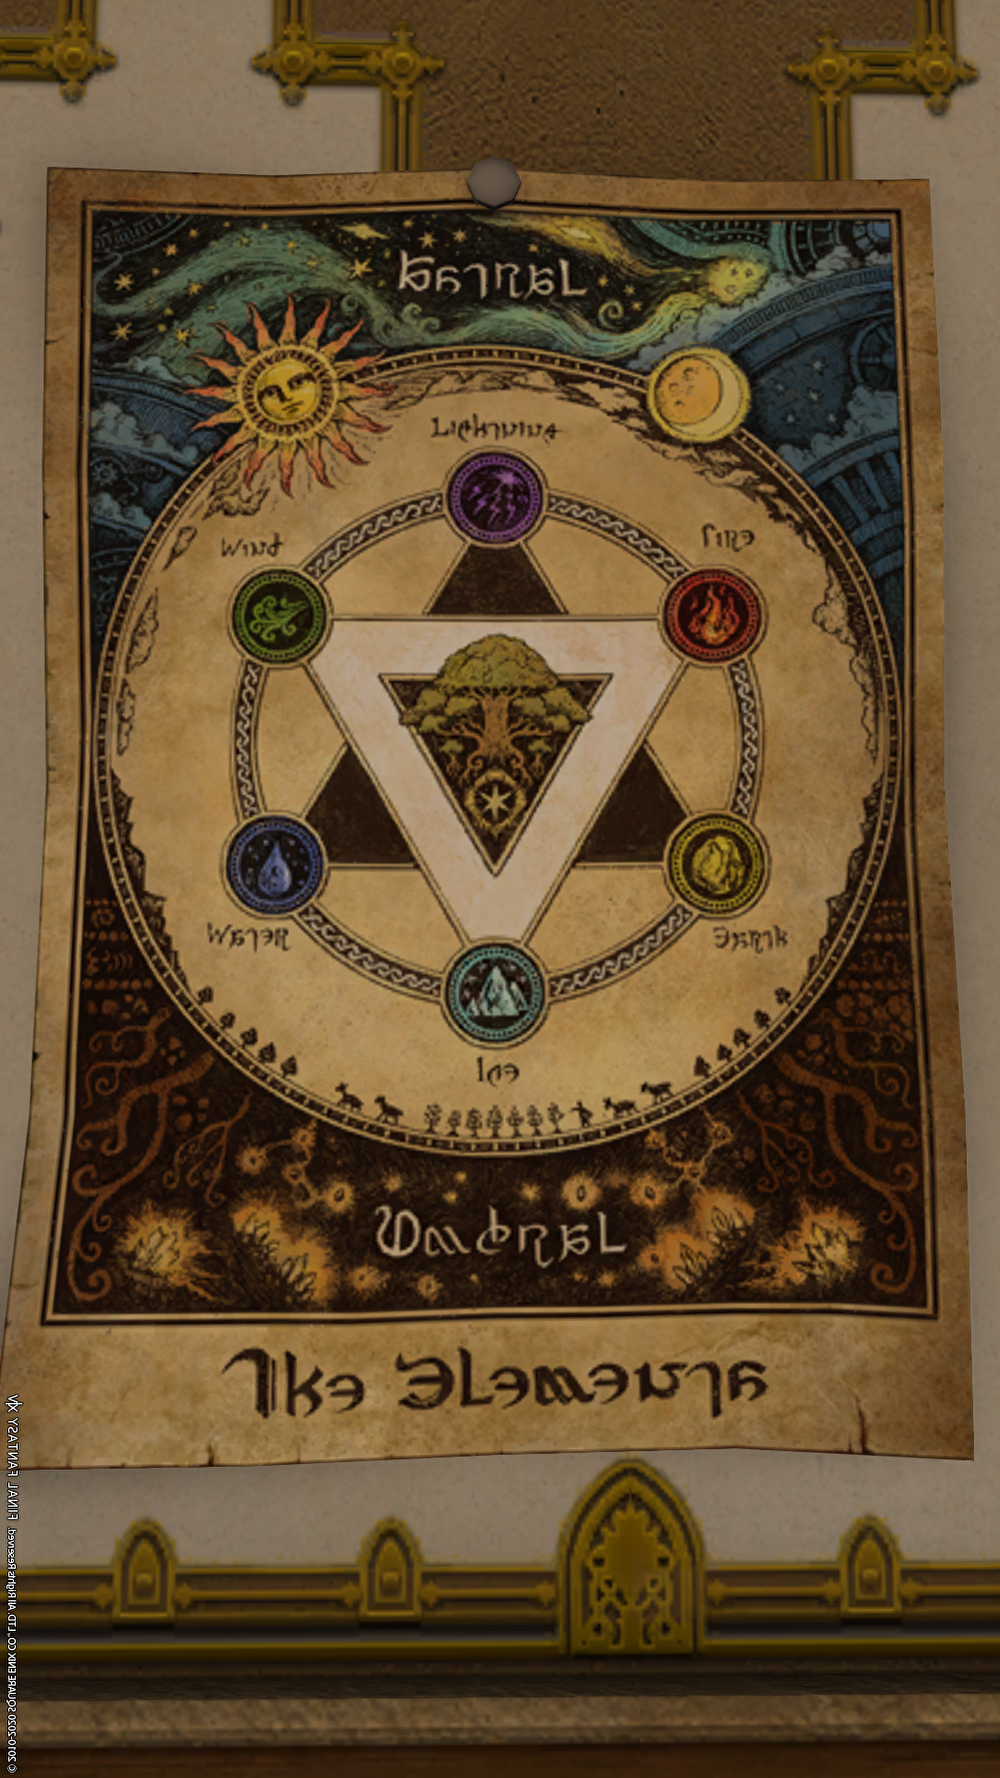 Astral
Lightning
Wind
Fire
Water
Earth
Ice
Umbral
The Elements
© 2010-2020 SQUARE ENIX CO., LTD. All Rights Reserved. FINAL FANTASY XIV